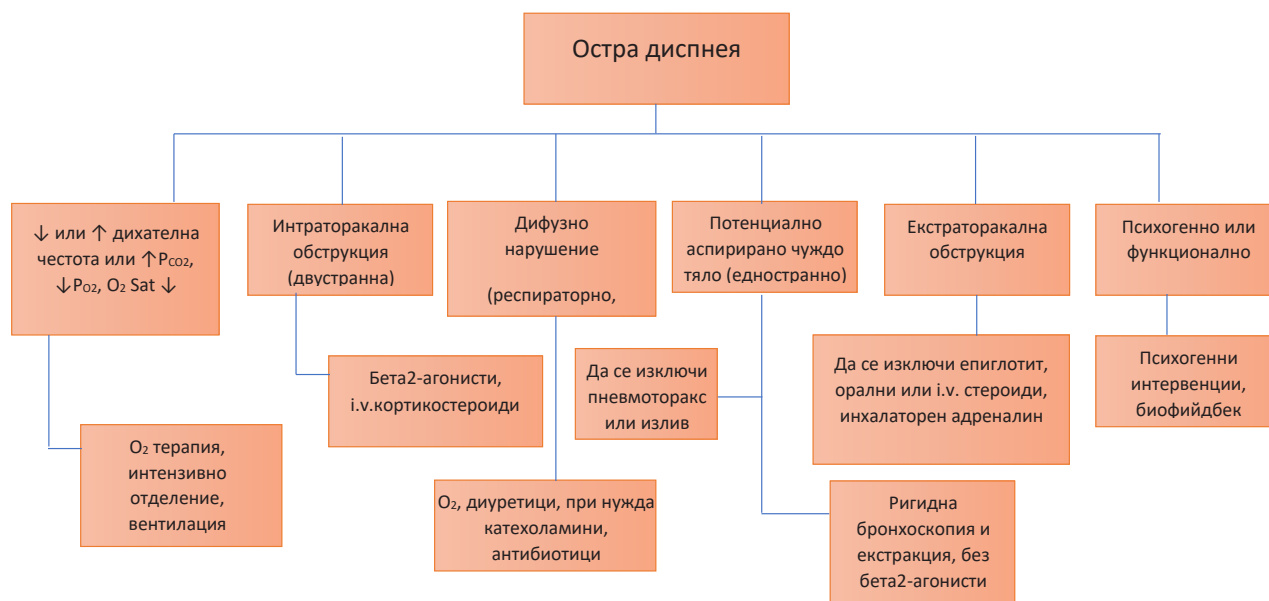 Остра диспнея
↓ или ↑ дихателна
честота или ↑PCO2,
↓PO2, O2 Sat ↓
Интраторакална
обструкция
(двустранна)
Дифузно
нарушение
(респираторно,
Потенциално
аспирирано чуждо
тяло (едностранно)
Екстраторакална
обструкция
Психогенно или
функционално
О2 терапия,
интензивно
отделение,
вентилация
Бета2-агонисти,
i.v.кортикостероиди
О2, диуретици, при нужда
катехоламини,
антибиотици
Да се изключи
пневмоторакс
или излив
Ригидна
бронхоскопия и
екстракция, без
бета2-агонисти
Да се изключи епиглотит,
орални или i.v. стероиди,
инхалаторен адреналин
Психогенни
интервенции,
биофийдбек